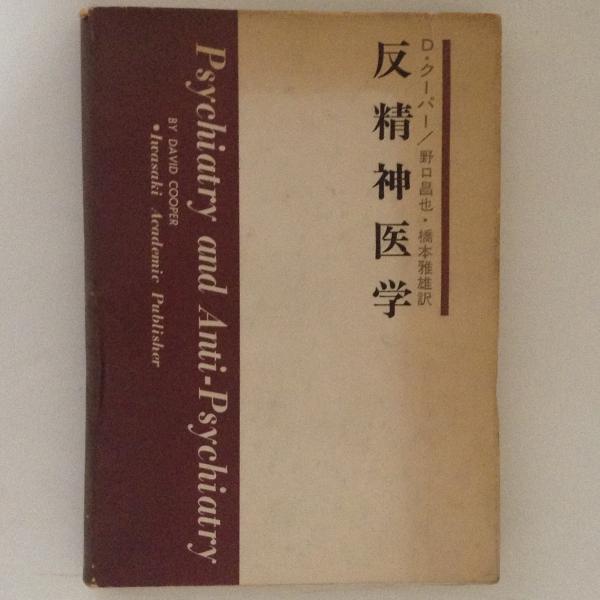 D・クーパー/野口昌也・橋本雅雄訳
反精神医学
Psychiatry and Anti-Psychiatry
BY DAVID COOPER
•Iwasaki Academic Publisher